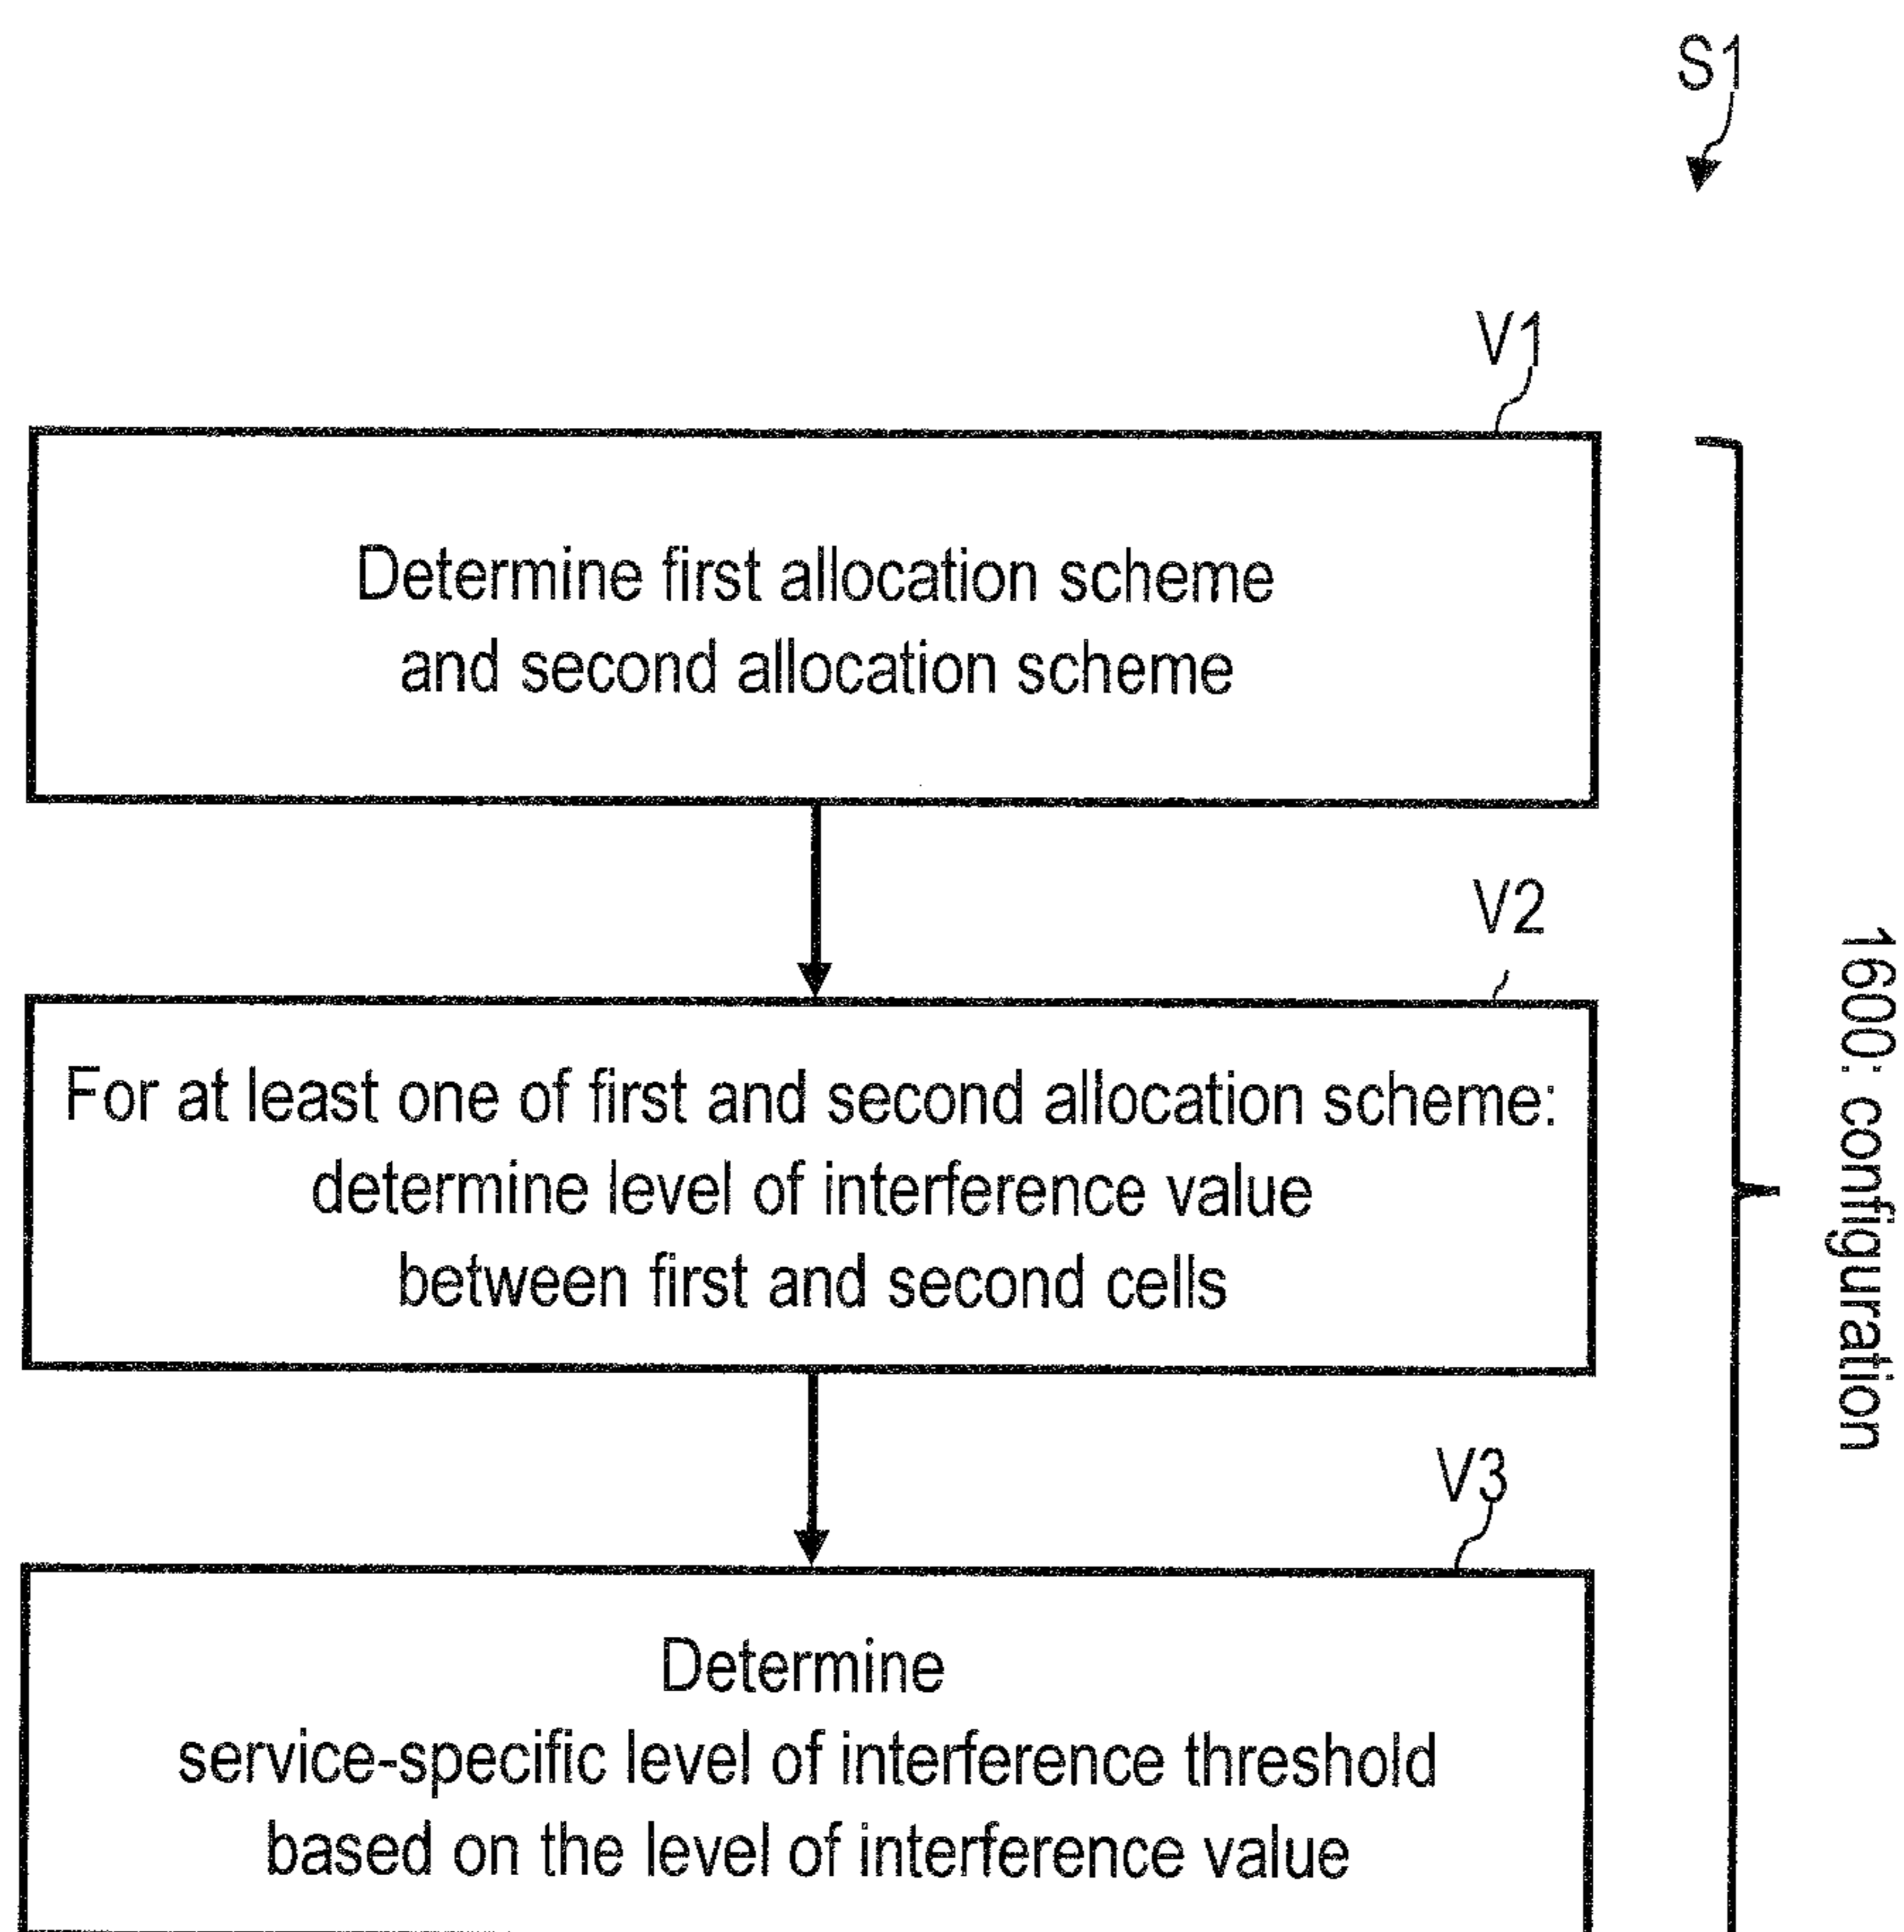 S1
V1
Determine first allocation scheme
and second allocation scheme
V2
For at least one of first and second allocation scheme:
determine level of interference value
between first and second cells
1600: configuration
V3
Determine
service-specific level of interference threshold
based on the level of interference value